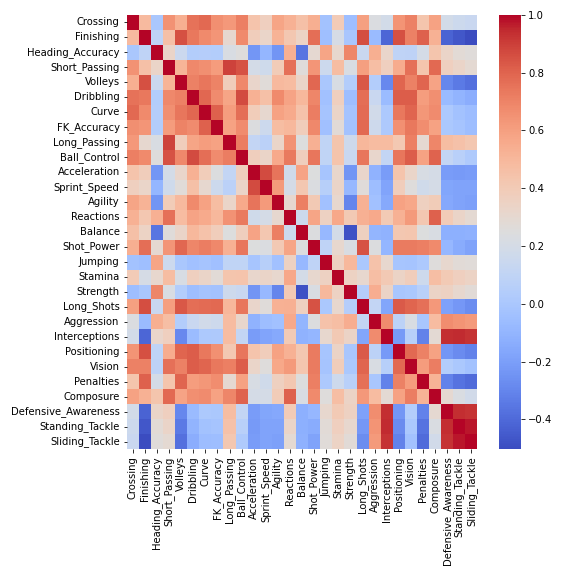 Crossing
Finishing
Heading_Accuracy
Short_Passing
Volleys
Dribbling
Curve
FK_Accuracy
Long_Passing
Ball_Control
Acceleration
Sprint_Speed
Agility
Reactions
Balance
Shot_Power
Jumping
Stamina
Strength
Long_Shots
Aggression
Interceptions
Positioning
Vision
Penalties
Composure
Defensive_Awareness
Standing_Tackle
Sliding_Tackle
Crossing
Finishing
Heading_Accuracy
Short_Passing
Volleys
Dribbling
Curve
FK_Accuracy
Long_Passing
Ball_Control
Acceleration
Sprint_Speed
Agility
Reactions
Balance
Shot_Power
Jumping
Stamina
Strength
Long_Shots
Aggression
Interceptions
Positioning
Vision
Penalties
Composure
Defensive_Awareness
Standing_Tackle
Sliding_Tackle
1.0
0.8
0.6
0.4
0.2
0.0
−0.2
−0.4